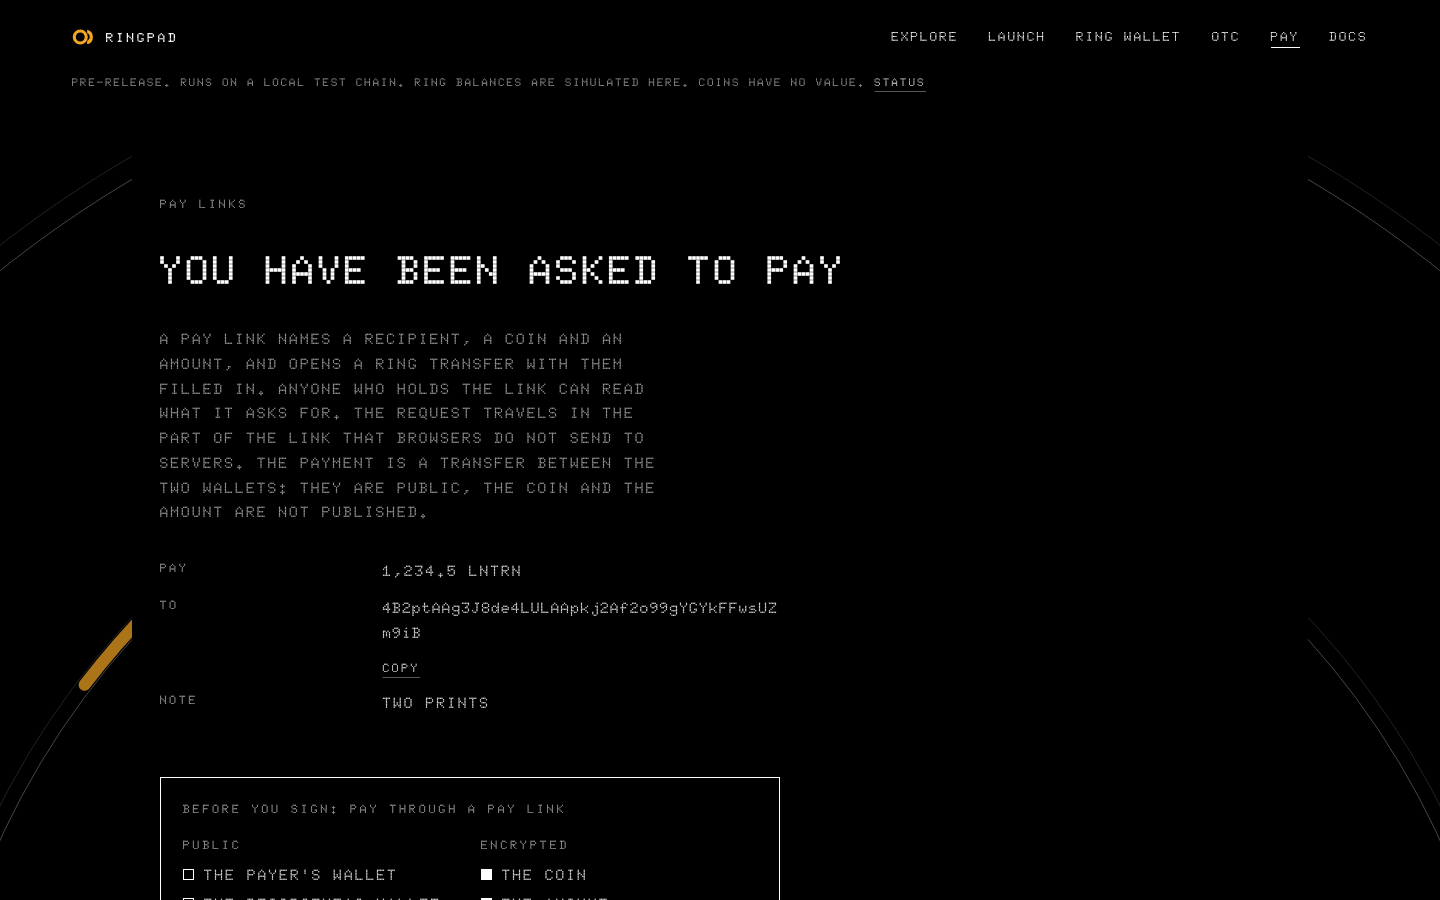 RINGPAD
EXPLORE LAUNCH RING WALLET OTC PAY DOCS
PRE-RELEASE. RUNS ON A LOCAL TEST CHAIN. RING BALANCES ARE SIMULATED HERE. COINS HAVE NO VALUE. STATUS
PAY LINKS
YOU HAVE BEEN ASKED TO PAY
A PAY LINK NAMES A RECIPIENT, A COIN AND AN
AMOUNT, AND OPENS A RING TRANSFER WITH THEM
FILLED IN. ANYONE WHO HOLDS THE LINK CAN READ
WHAT IT ASKS FOR. THE REQUEST TRAVELS IN THE
PART OF THE LINK THAT BROWSERS DO NOT SEND TO
SERVERS. THE PAYMENT IS A TRANSFER BETWEEN THE
TWO WALLETS: THEY ARE PUBLIC, THE COIN AND THE
AMOUNT ARE NOT PUBLISHED.
PAY 1,234.5 LNTRN
TO 4B2ptAAg3J8de4LULAApkj2Af2o99gYGYkFFwsUZ
m9iB
COPY
NOTE TWO PRINTS
BEFORE YOU SIGN: PAY THROUGH A PAY LINK
PUBLIC ENCRYPTED
THE PAYER'S WALLET THE COIN